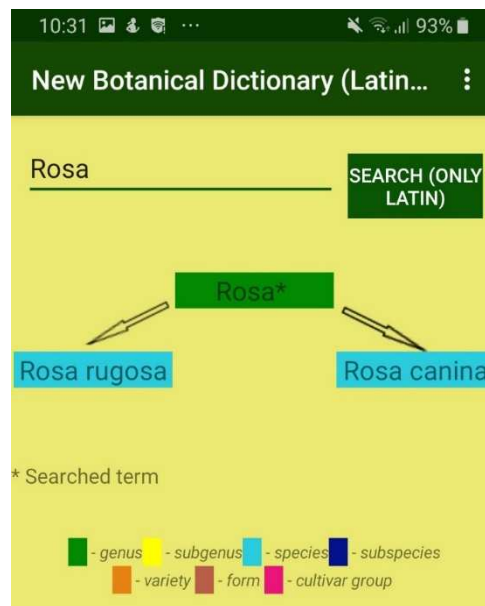 10:31 ... 93%
New Botanical Dictionary (Latin...
Rosa
SEARCH (ONLY
LATIN)
Rosa*
Rosa rugosa
Rosa canina
* Searched term
- genus - subgenus - species - subspecies
- variety - form - cultivar group